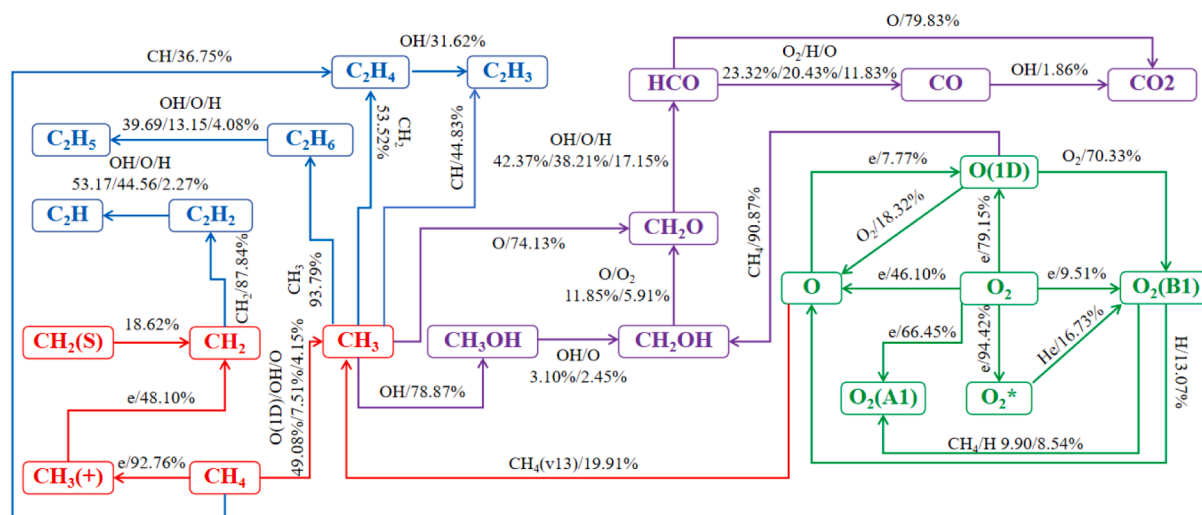 O/79.83%
CH/36.75%
OH/31.62%
O₂/H/O
23.32%/20.43%/11.83%
OH/1.86%
C₂H₄
C₂H₃
HCO
CO
CO2
OH/O/H
39.69/13.15/4.08%
CH₂
53.52%
C₂H₅
C₂H₆
CH/44.83%
OH/O/H
42.37%/38.21%/17.15%
e/7.77%
O(1D)
O₂/70.33%
OH/O/H
53.17/44.56/2.27%
CH₄/90.87%
O₂/18.32%
e/79.15%
C₂H
C₂H₂
CH₂O
O/74.13%
CH₂/87.84%
CH₃
93.79%
O/O₂
11.85%/5.91%
O
e/46.10%
O₂
e/9.51%
O₂(B1)
CH₂(S)
18.62%
CH₂
CH₃
CH₃OH
OH/O
3.10%/2.45%
CH₂OH
e/66.45%
e/94.42%
He/16.73%
H/13.07%
e/48.10%
O(1D)/OH/O
49.08%/7.51%/4.15%
OH/78.87%
O₂(A1)
O₂*
CH₄/H 9.90/8.54%
CH₃(+)
e/92.76%
CH₄
CH₄(v13)/19.91%